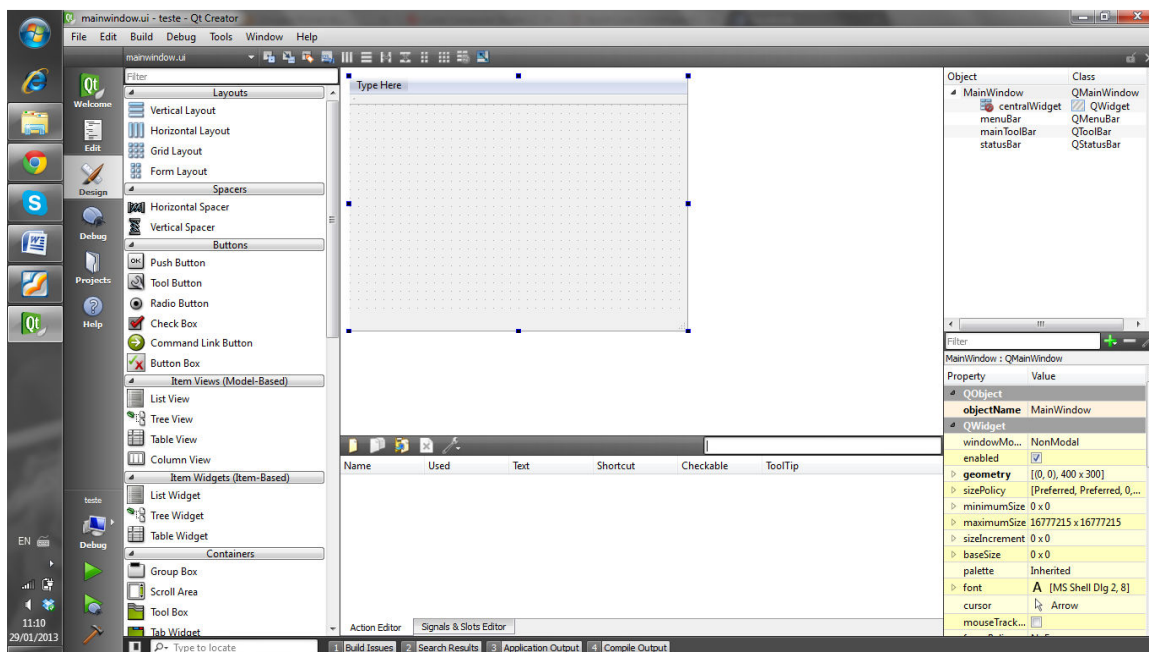 mainwindow.ui - teste - Qt Creator
File Edit Build Debug Tools Window Help
mainwindow.ui
Welcome
Edit
Design
Debug
Projects
Help
teste
Debug
Filter
Layouts
Vertical Layout
Horizontal Layout
Grid Layout
Form Layout
Spacers
Horizontal Spacer
Vertical Spacer
Buttons
Push Button
Tool Button
Radio Button
Check Box
Command Link Button
Button Box
Item Views (Model-Based)
List View
Tree View
Table View
Column View
Item Widgets (Item-Based)
List Widget
Tree Widget
Table Widget
Containers
Group Box
Scroll Area
Tool Box
Tab Widget
Type Here
Name Used Text Shortcut Checkable ToolTip
Action Editor Signals & Slots Editor
Object Class
MainWindow QMainWindow
centralWidget QWidget
menuBar QMenuBar
mainToolBar QToolBar
statusBar QStatusBar
Filter
MainWindow : QMainWindow
Property Value
QObject
objectName MainWindow
QWidget
windowMo... NonModal
enabled
geometry [(0, 0), 400 x 300]
sizePolicy [Preferred, Preferred, 0,...
minimumSize 0 x 0
maximumSize 16777215 x 16777215
sizeIncrement 0 x 0
baseSize 0 x 0
palette Inherited
font A [MS Shell Dlg 2, 8]
cursor Arrow
mouseTrack...
EN
11:10
29/01/2013
Type to locate
1 Build Issues 2 Search Results 3 Application Output 4 Compile Output